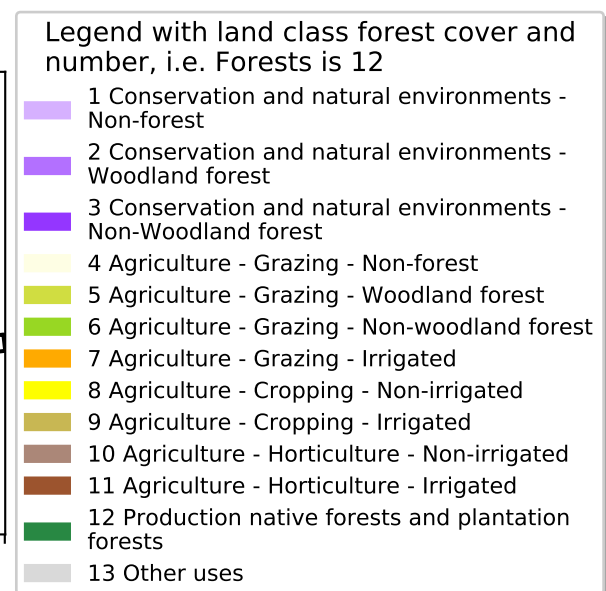 Legend with land class forest cover and
number, i.e. Forests is 12
1 Conservation and natural environments -
Non-forest
2 Conservation and natural environments -
Woodland forest
3 Conservation and natural environments -
Non-Woodland forest
4 Agriculture - Grazing - Non-forest
5 Agriculture - Grazing - Woodland forest
6 Agriculture - Grazing - Non-woodland forest
7 Agriculture - Grazing - Irrigated
8 Agriculture - Cropping - Non-irrigated
9 Agriculture - Cropping - Irrigated
10 Agriculture - Horticulture - Non-irrigated
11 Agriculture - Horticulture - Irrigated
12 Production native forests and plantation
forests
13 Other uses